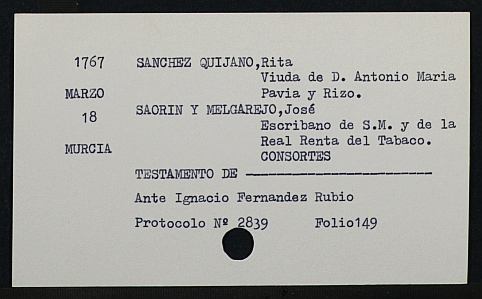 1767 SANCHEZ QUIJANO,Rita
Viuda de D. Antonio Maria
MARZO Pavia y Rizo.
18 SAORIN Y MELGAREJO,José
Escribano de S.M. y de la
Real Renta del Tabaco.
MURCIA CONSORTES
TESTAMENTO DE ------------------------
Ante Ignacio Fernandez Rubio
Protocolo Nº 2839 Folio149